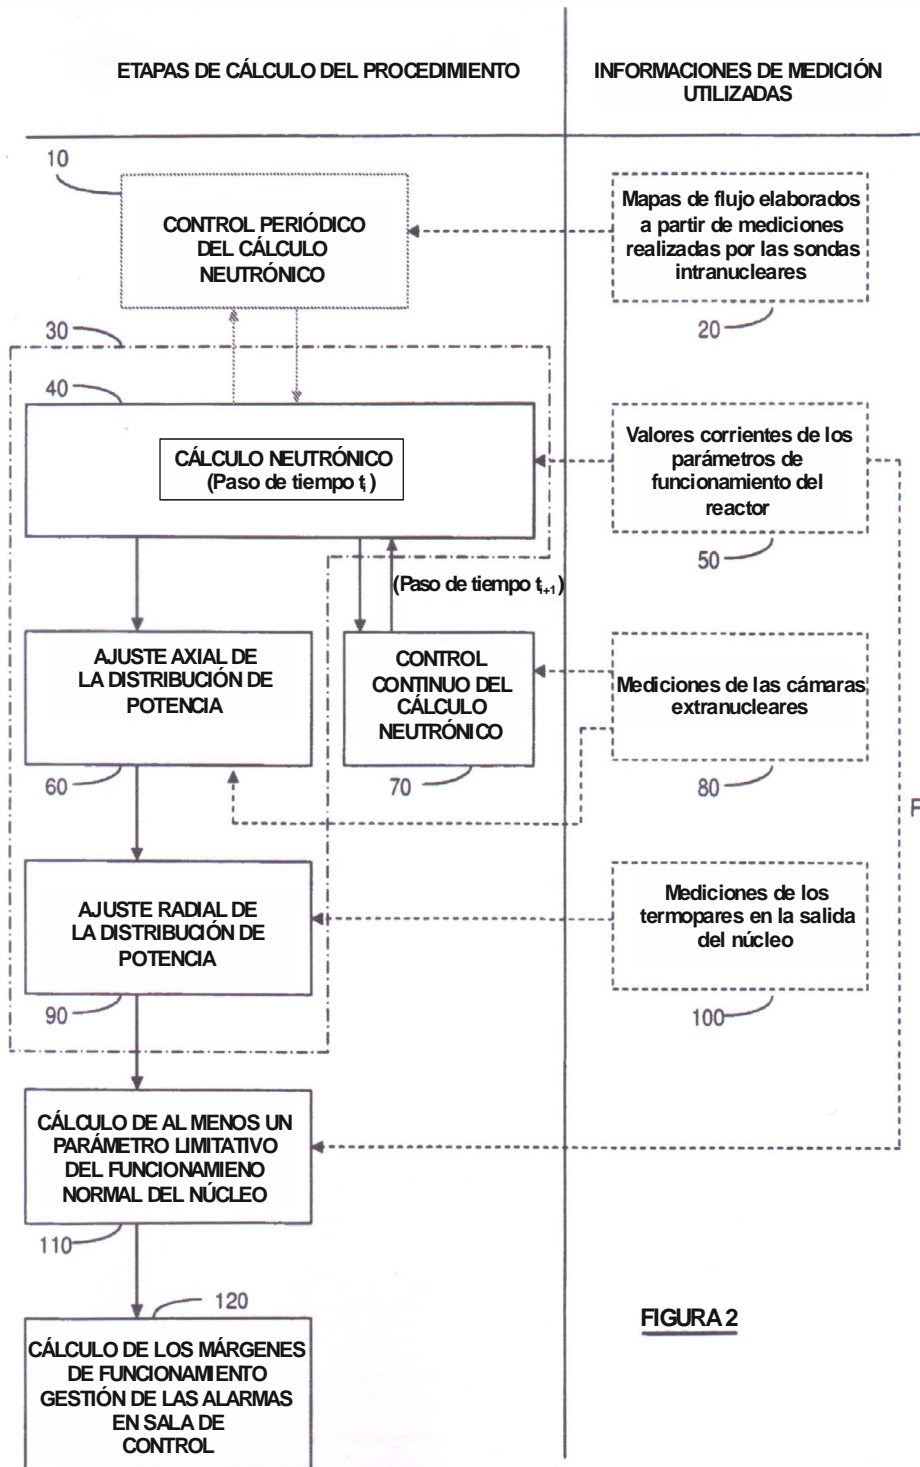 ETAPAS DE CÁLCULO DEL PROCEDIMIENTO
INFORMACIONES DE MEDICIÓN
UTILIZADAS
10
CONTROL PERIÓDICO
DEL CÁLCULO
NEUTRÓNICO
Mapas de flujo elaborados
a partir de mediciones
realizadas por las sondas
intranucleares
20
30
40
CÁLCULO NEUTRÓNICO
(Paso de tiempo ti)
Valores corrientes de los
parámetros de
funcionamiento del
reactor
50
(Paso de tiempo ti+1)
AJUSTE AXIAL DE
LA DISTRIBUCIÓN DE
POTENCIA
60
CONTROL
CONTINUO DEL
CÁLCULO
NEUTRÓNICO
70
Mediciones de las cámaras
extranucleares
80
F
AJUSTE RADIAL DE
LA DISTRIBUCIÓN DE
POTENCIA
90
Mediciones de los
termopares en la salida
del núcleo
100
CÁLCULO DE AL MENOS UN
PARÁMETRO LIMITATIVO
DEL FUNCIONAMIENO
NORMAL DEL NÚCLEO
110
120
CÁLCULO DE LOS MÁRGENES
DE FUNCIONAMIENTO
GESTIÓN DE LAS ALARMAS
EN SALA DE
CONTROL
FIGURA 2